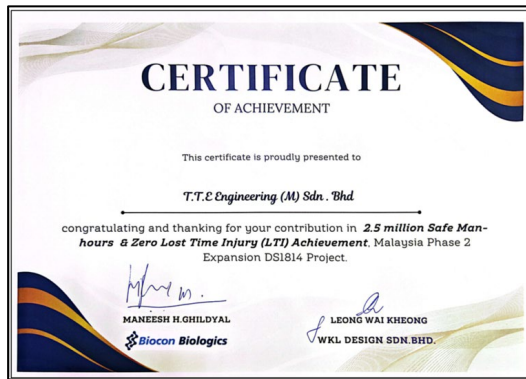 CERTIFICATE
OF ACHIEVEMENT
This certificate is proudly presented to
T.T.E Engineering (M) Sdn . Bhd
congratulating and thanking for your contribution in 2.5 million Safe Man-
hours & Zero Lost Time Injury (LTI) Achievement, Malaysia Phase 2
Expansion DS1814 Project.
MANEESH H.GHILDYAL
Biocon Biologics
LEONG WAI KHEONG
WKL DESIGN SDN.BHD.